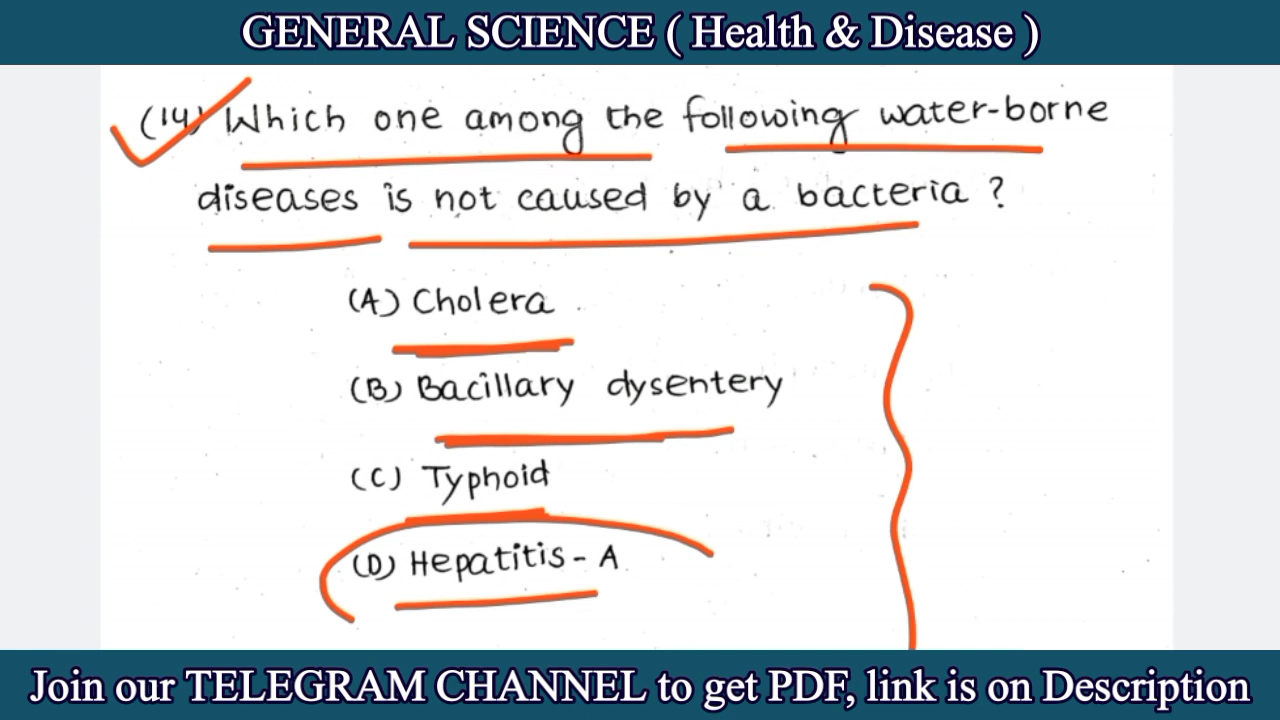 GENERAL SCIENCE ( Health & Disease )
(14) Which one among the following water-borne
diseases is not caused by a bacteria ?
(A) Cholera
(B) Bacillary dysentery
(C) Typhoid
(D) Hepatitis - A
Join our TELEGRAM CHANNEL to get PDF, link is on Description